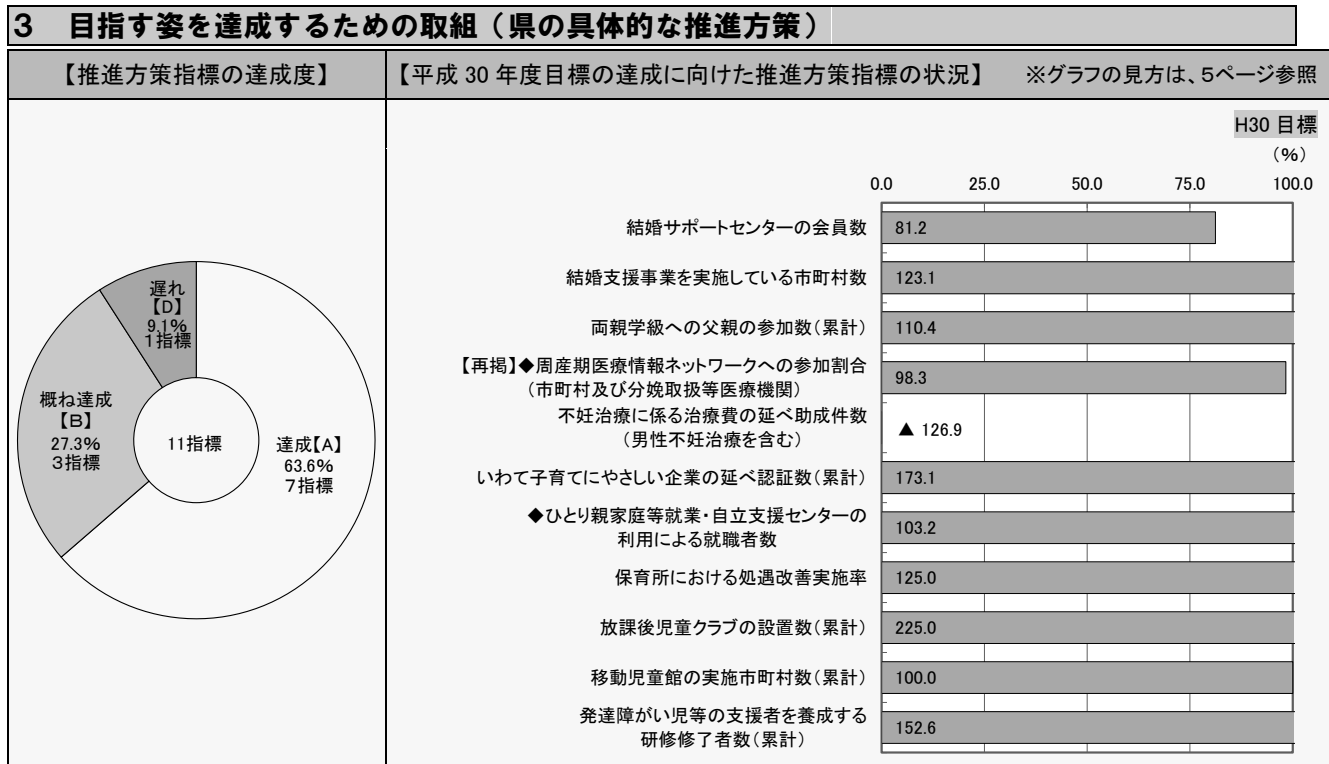 ３　目指す姿を達成するための取組（県の具体的な推進方策）
【推進方策指標の達成度】
【平成 30 年度目標の達成に向けた推進方策指標の状況】　※グラフの見方は、５ページ参照
遅れ
【D】
9.1%
１指標
概ね達成
【B】
27.3%
３指標
11指標
達成【A】
63.6%
７指標
H30 目標
（%）
0.0 25.0 50.0 75.0 100.0
結婚サポートセンターの会員数 81.2
結婚支援事業を実施している市町村数 123.1
両親学級への父親の参加数（累計） 110.4
【再掲】◆周産期医療情報ネットワークへの参加割合
（市町村及び分娩取扱等医療機関） 98.3
不妊治療に係る治療費の延べ助成件数
（男性不妊治療を含む） ▲ 126.9
いわて子育てにやさしい企業の延べ認証数（累計） 173.1
◆ひとり親家庭等就業・自立支援センターの
利用による就職者数 103.2
保育所における処遇改善実施率 125.0
放課後児童クラブの設置数（累計） 225.0
移動児童館の実施市町村数（累計） 100.0
発達障がい児等の支援者を養成する
研修修了者数（累計） 152.6